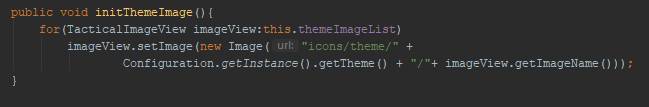 public void initThemeImage(){
for(TacticalImageView imageView:this.themeImageList)
imageView.setImage(new Image( url: "icons/theme/" +
Configuration.getInstance().getTheme() + "/"+ imageView.getImageName()));
}